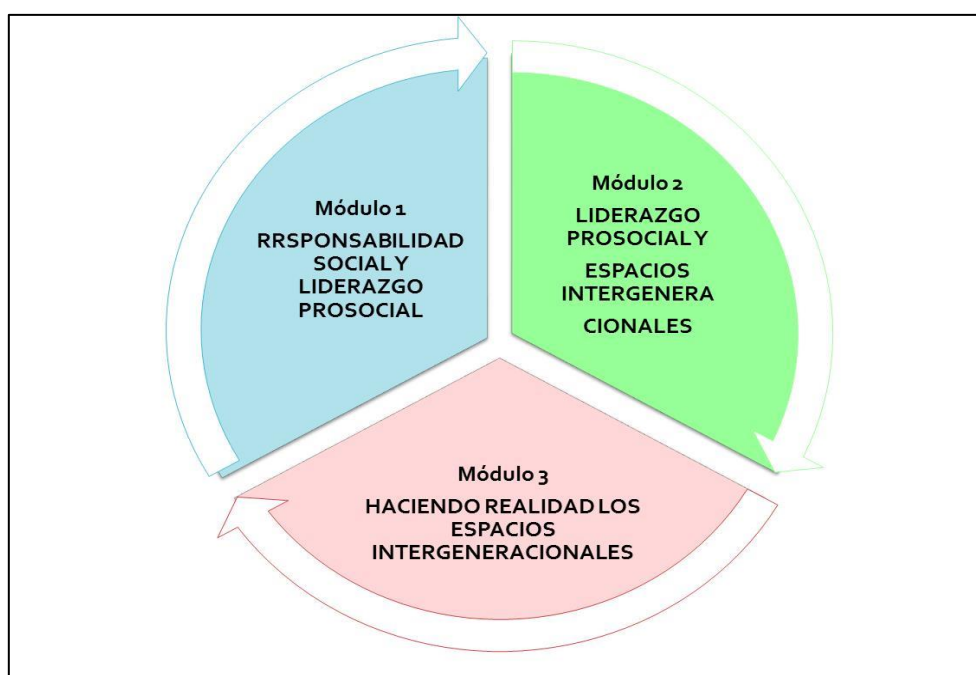 Módulo 1
RRSPONSABILIDAD
SOCIAL Y
LIDERAZGO
PROSOCIAL
Módulo 2
LIDERAZGO
PROSOCIAL Y
ESPACIOS
INTERGENERA
CIONALES
Módulo 3
HACIENDO REALIDAD LOS
ESPACIOS
INTERGENERACIONALES